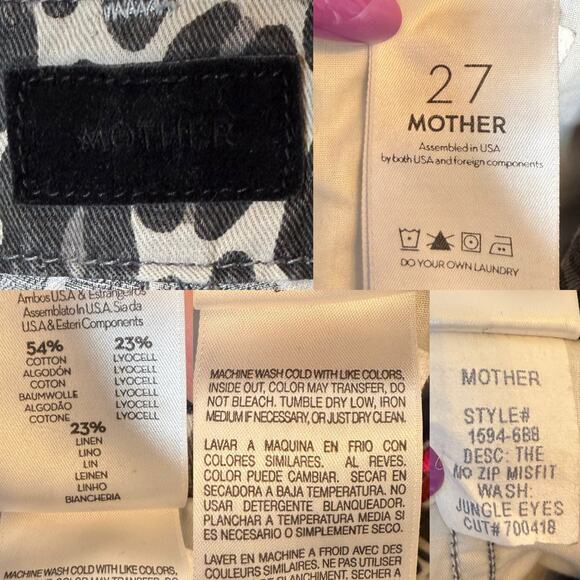 MOTHER
27
MOTHER
Assembled in USA
by both USA and foreign components
DO YOUR OWN LAUNDRY
Ambos U.S.A & Estrangeiros
Assemblato In U.S.A. Sia da
U.S.A & Esteri Components
54%
COTTON
ALGODÓN
COTON
BAUMWOLLE
ALGODÃO
COTONE
23%
LYOCELL
LYOCELL
LYOCELL
LYOCELL
LYOCELL
LYOCELL
23%
LINEN
LINO
LIN
LEINEN
LINHO
BIANCHERIA
MACHINE WASH COLD WITH LIKE COLORS,
MACHINE WASH COLD WITH LIKE COLORS,
INSIDE OUT, COLOR MAY TRANSFER, DO
NOT BLEACH. TUMBLE DRY LOW, IRON
MEDIUM IF NECESSARY, OR JUST DRY CLEAN.
LAVAR A MAQUINA EN FRIO CON
COLORES SIMILARES. AL REVES.
COLOR PUEDE CAMBIAR. SECAR EN
SECADORA A BAJA TEMPERATURA. NO
USAR DETERGENTE BLANQUEADOR.
PLANCHAR A TEMPERATURA MEDIA SI
ES NECESARIO O SIMPLEMENTE SECO.
LAVER EN MACHINE A FROID AVEC DES
COULEURS SIMILAIRES. NE PAS UTILISER
MOTHER
STYLE#
1594-688
DESC: THE
NO ZIP MISFIT
WASH:
JUNGLE EYES
CUT# 700418